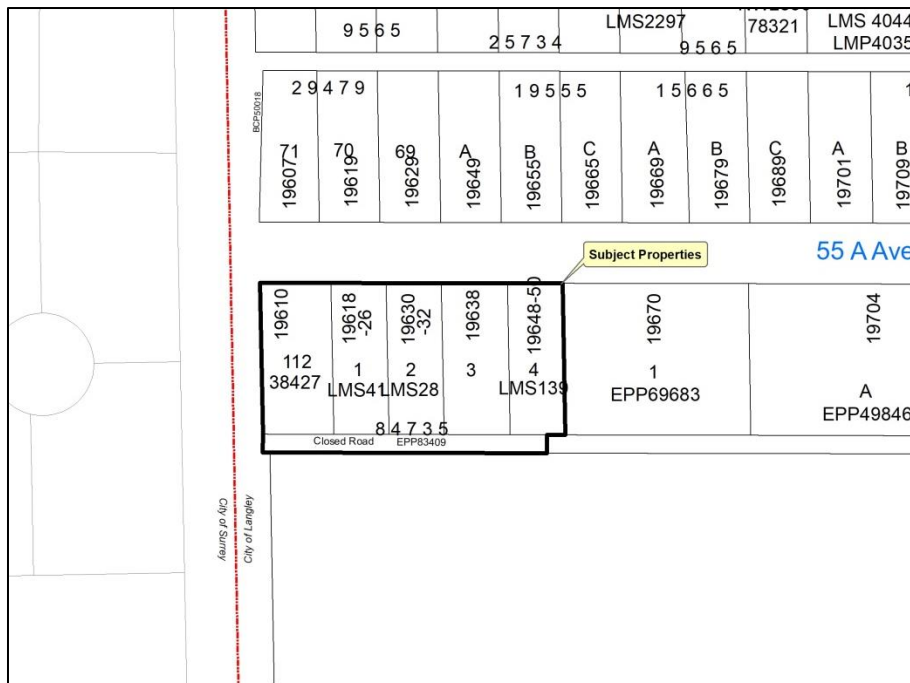 LMS2297
78321
LMS 4044
LMP4035
9565
25734
9565
BCP50018
29479
19555
15665
71
19607
70
19619
69
19629
A
19649
B
19655
C
19665
A
19669
B
19679
C
19689
A
19701
B
19709
55 A Ave
Subject Properties
19610
19618
-26
19630
-32
19638
19648-50
19670
19704
112
38427
1
LMS41
2
LMS28
3
4
LMS139
1
EPP69683
A
EPP49846
84735
Closed Road
EPP83409
City of Surrey
City of Langley